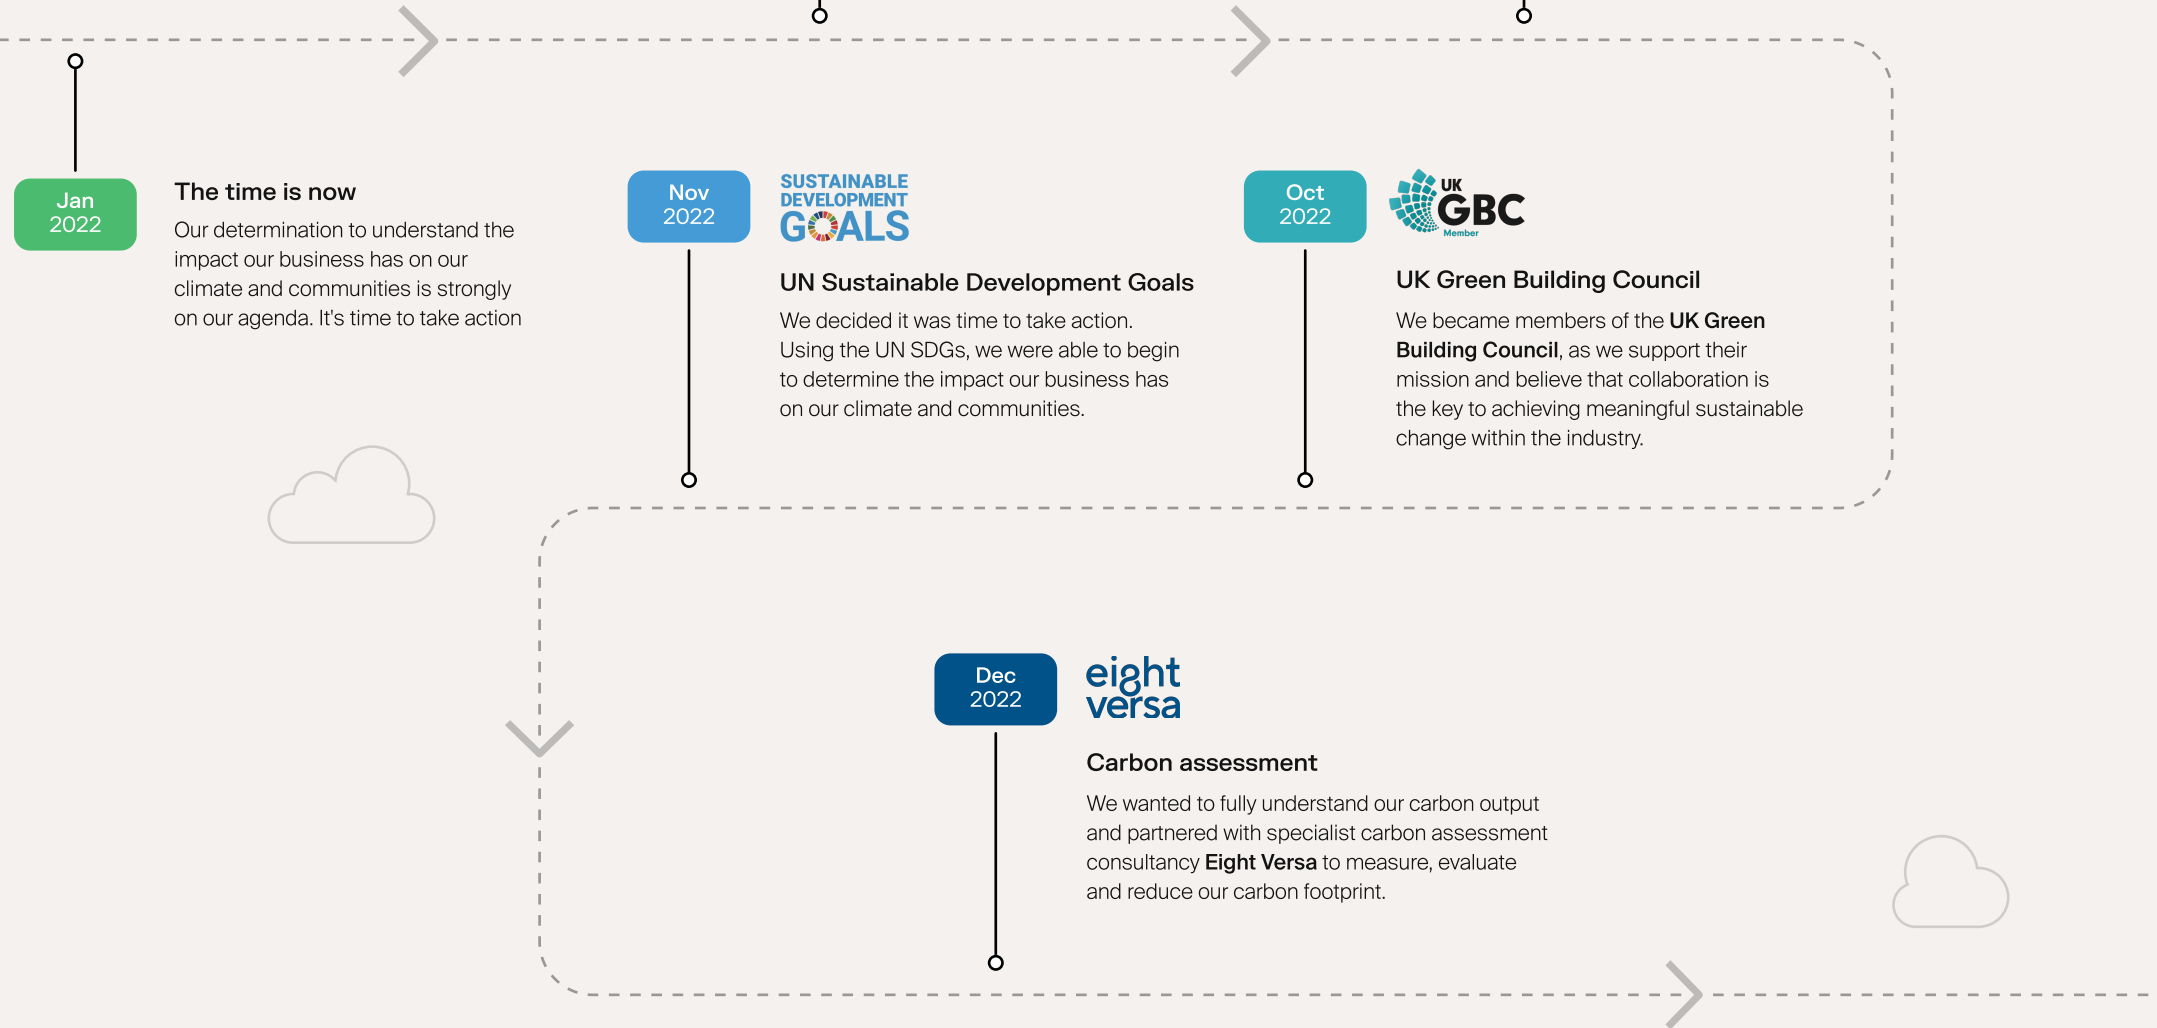 Jan
2022
The time is now
Our determination to understand the
impact our business has on our
climate and communities is strongly
on our agenda. It's time to take action
Nov
2022
SUSTAINABLE
DEVELOPMENT
GOALS
UN Sustainable Development Goals
We decided it was time to take action.
Using the UN SDGs, we were able to begin
to determine the impact our business has
on our climate and communities.
Oct
2022
UK
GBC
Member
UK Green Building Council
We became members of the UK Green
Building Council, as we support their
mission and believe that collaboration is
the key to achieving meaningful sustainable
change within the industry.
Dec
2022
eight
versa
Carbon assessment
We wanted to fully understand our carbon output
and partnered with specialist carbon assessment
consultancy Eight Versa to measure, evaluate
and reduce our carbon footprint.